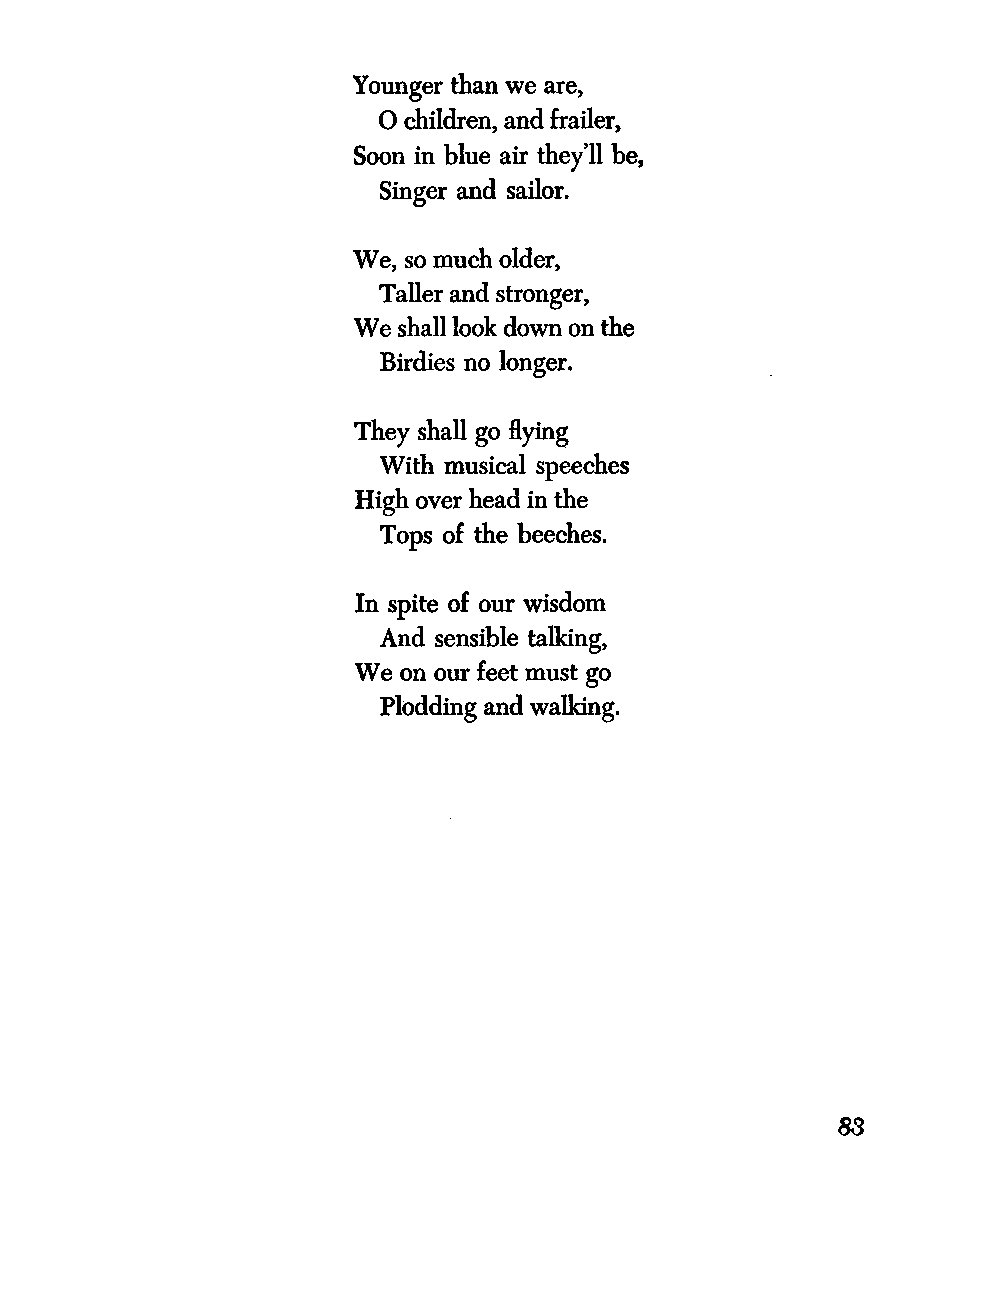 Younger than we are,
O children, and frailer,
Soon in blue air they'll be,
Singer and sailor.

We, so much older,
Taller and stronger,
We shall look down on the
Birdies no longer.

They shall go flying
With musical speeches
High over head in the
Tops of the beeches.

In spite of our wisdom
And sensible talking,
We on our feet must go
Plodding and walking.

83